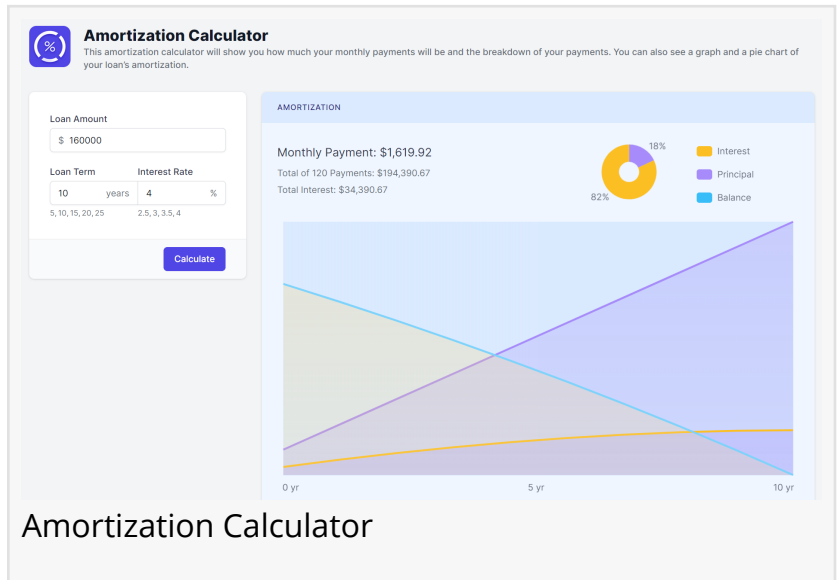 %
Amortization Calculator
This amortization calculator will show you how much your monthly payments will be and the breakdown of your payments. You can also see a graph and a pie chart of
your loan's amortization.
Loan Amount
$ 160000
Loan Term Interest Rate
10 years 4 %
5, 10, 15, 20, 25 2.5, 3, 3.5, 4
Calculate
AMORTIZATION
Monthly Payment: $1,619.92
Total of 120 Payments: $194,390.67
Total Interest: $34,390.67
18%
82%
Interest
Principal
Balance
0 yr 5 yr 10 yr
Amortization Calculator